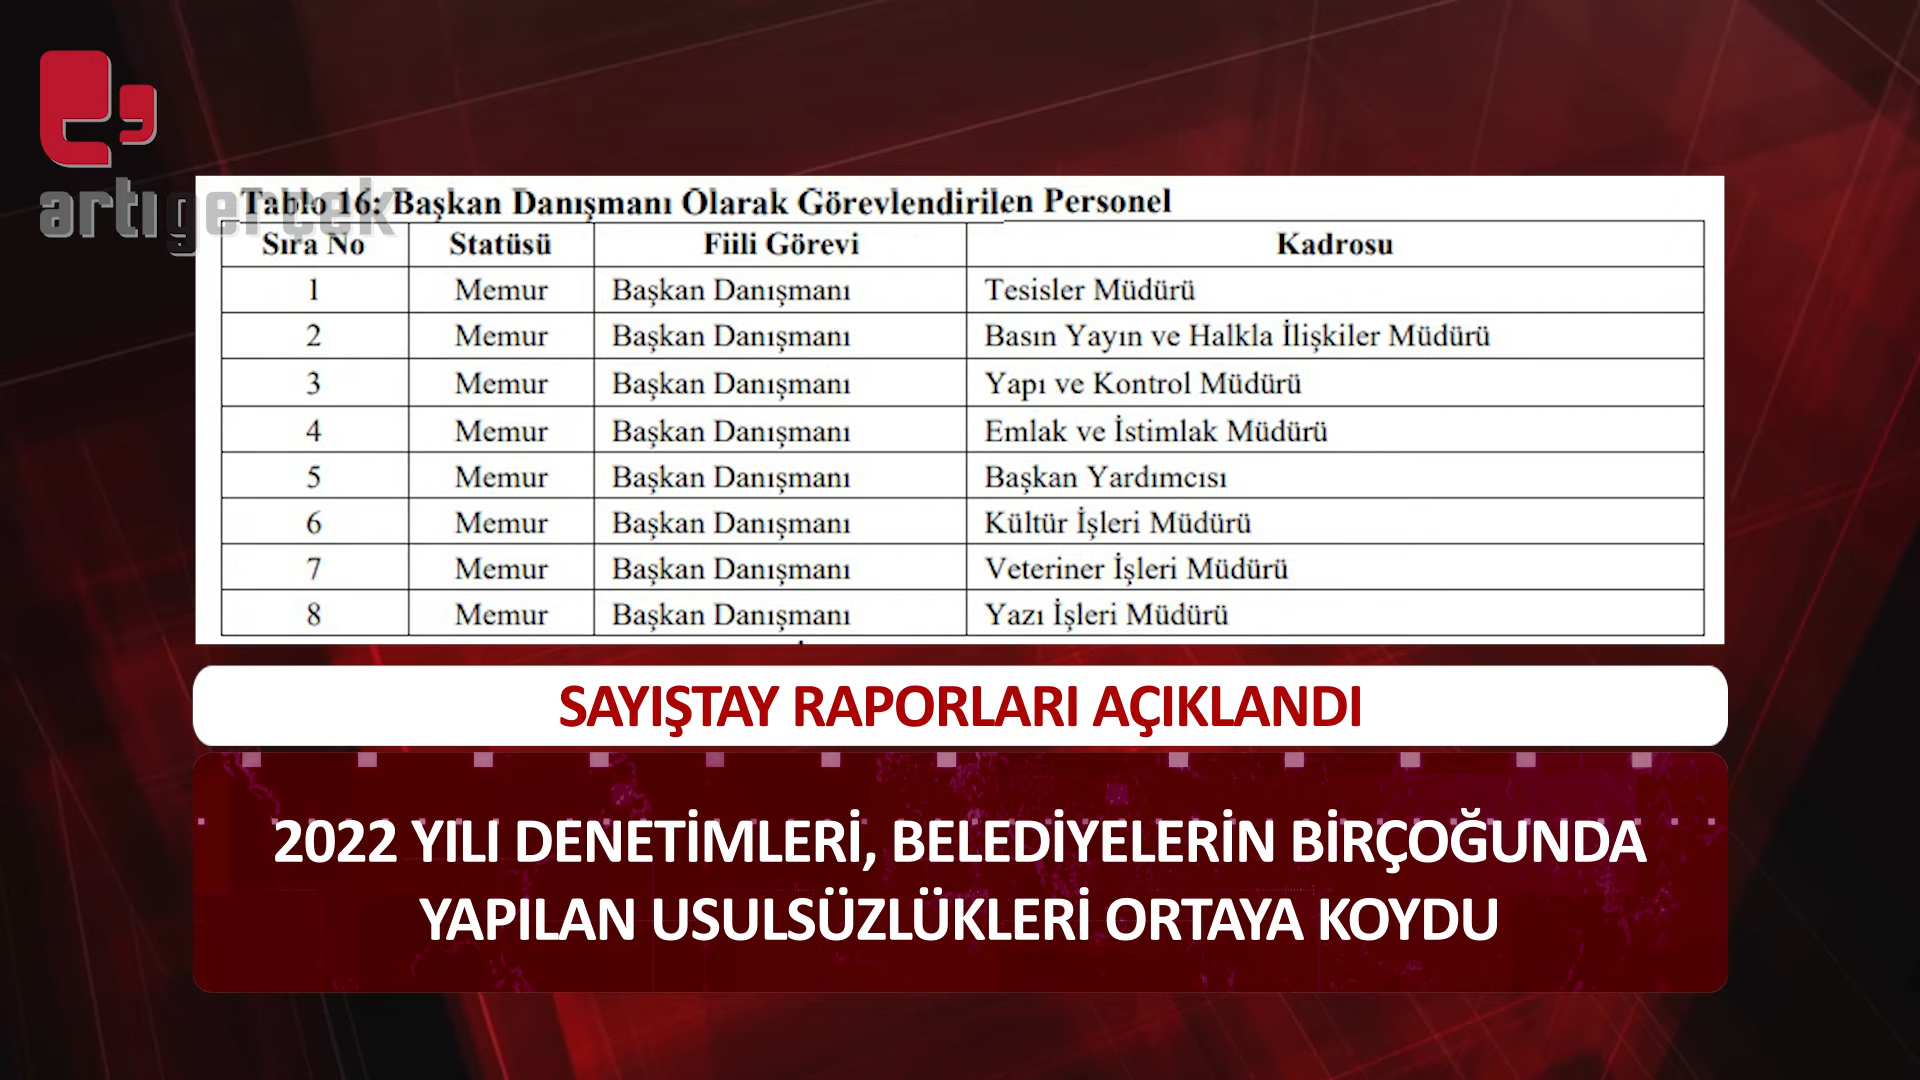 artıgerçek
Tablo 16: Başkan Danışmanı Olarak Görevlendirilen Personel
Sıra No Statüsü Fiili Görevi Kadrosu
1 Memur Başkan Danışmanı Tesisler Müdürü
2 Memur Başkan Danışmanı Basın Yayın ve Halkla İlişkiler Müdürü
3 Memur Başkan Danışmanı Yapı ve Kontrol Müdürü
4 Memur Başkan Danışmanı Emlak ve İstimlak Müdürü
5 Memur Başkan Danışmanı Başkan Yardımcısı
6 Memur Başkan Danışmanı Kültür İşleri Müdürü
7 Memur Başkan Danışmanı Veteriner İşleri Müdürü
8 Memur Başkan Danışmanı Yazı İşleri Müdürü
SAYIŞTAY RAPORLARI AÇIKLANDI
2022 YILI DENETİMLERİ, BELEDİYELERİN BİRÇOĞUNDA
YAPILAN USULSÜZLÜKLERİ ORTAYA KOYDU